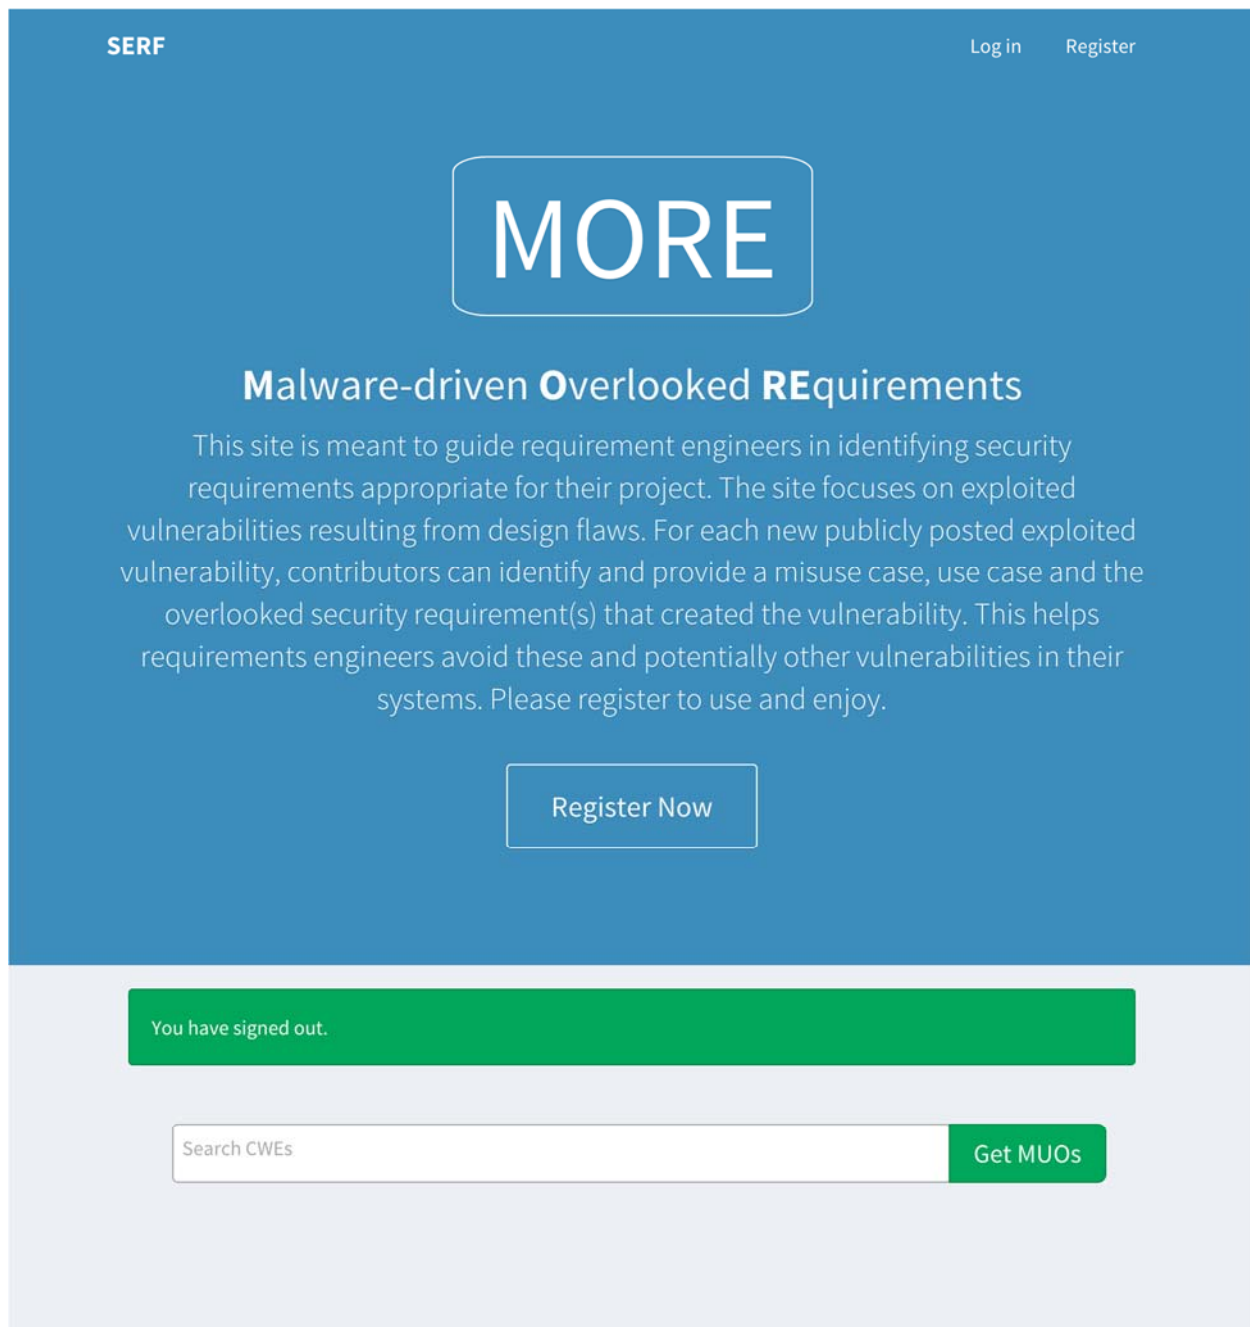 SERF
Log in
Register
MORE
Malware-driven Overlooked REquirements
This site is meant to guide requirement engineers in identifying security
requirements appropriate for their project. The site focuses on exploited
vulnerabilities resulting from design flaws. For each new publicly posted exploited
vulnerability, contributors can identify and provide a misuse case, use case and the
overlooked security requirement(s) that created the vulnerability. This helps
requirements engineers avoid these and potentially other vulnerabilities in their
systems. Please register to use and enjoy.
Register Now
You have signed out.
Search CWEs
Get MUOs